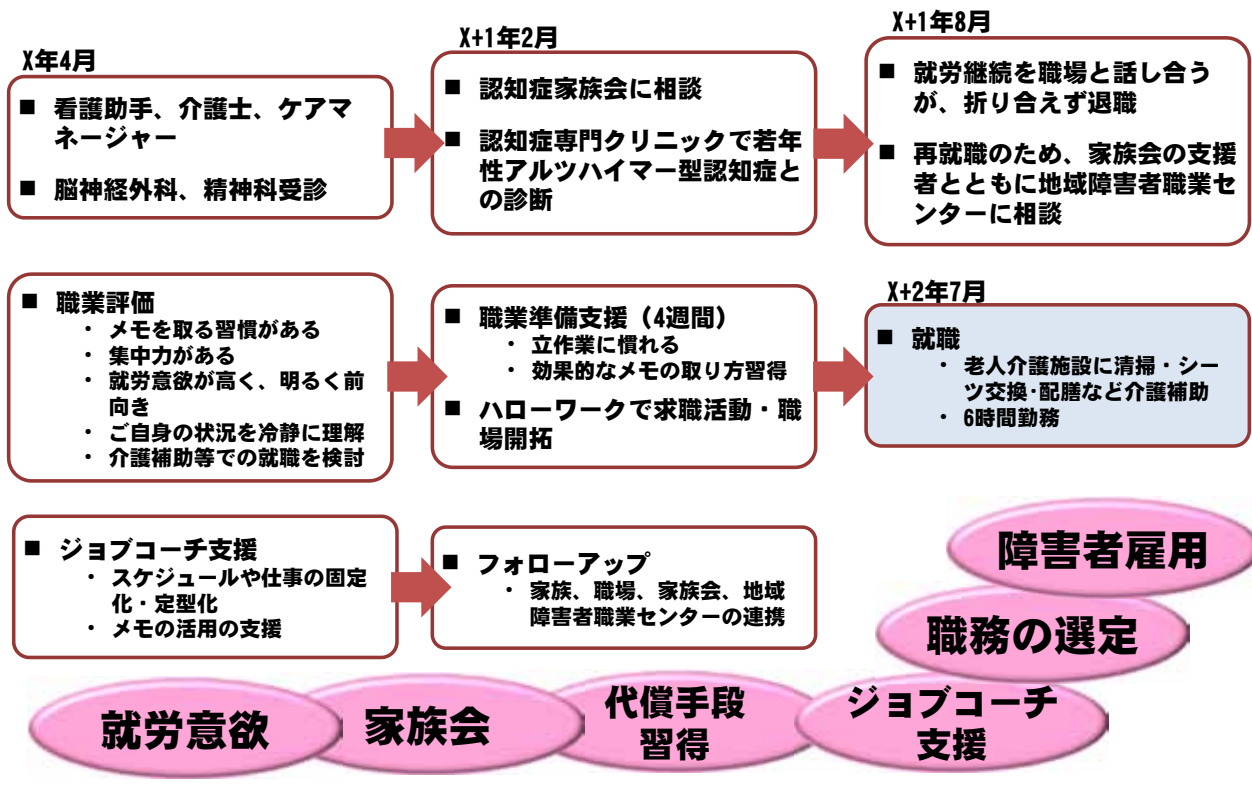 X年4月
■ 看護助手、介護士、ケアマ
ネージャー
■ 脳神経外科、精神科受診
X+1年2月
■ 認知症家族会に相談
■ 認知症専門クリニックで若年
性アルツハイマー型認知症と
の診断
X+1年8月
■ 就労継続を職場と話し合う
が、折り合えず退職
■ 再就職のため、家族会の支援
者とともに地域障害者職業セ
ンターに相談
■ 職業評価
・ メモを取る習慣がある
・ 集中力がある
・ 就労意欲が高く、明るく前
向き
・ ご自身の状況を冷静に理解
・ 介護補助等での就職を検討
■ 職業準備支援（4週間）
・ 立作業に慣れる
・ 効果的なメモの取り方習得
■ ハローワークで求職活動・職
場開拓
X+2年7月
■ 就職
・ 老人介護施設に清掃・シー
ツ交換・配膳など介護補助
・ 6時間勤務
■ ジョブコーチ支援
・ スケジュールや仕事の固定
化・定型化
・ メモの活用の支援
■ フォローアップ
・ 家族、職場、家族会、地域
障害者職業センターの連携
障害者雇用
職務の選定
就労意欲
家族会
代償手段
習得
ジョブコーチ
支援